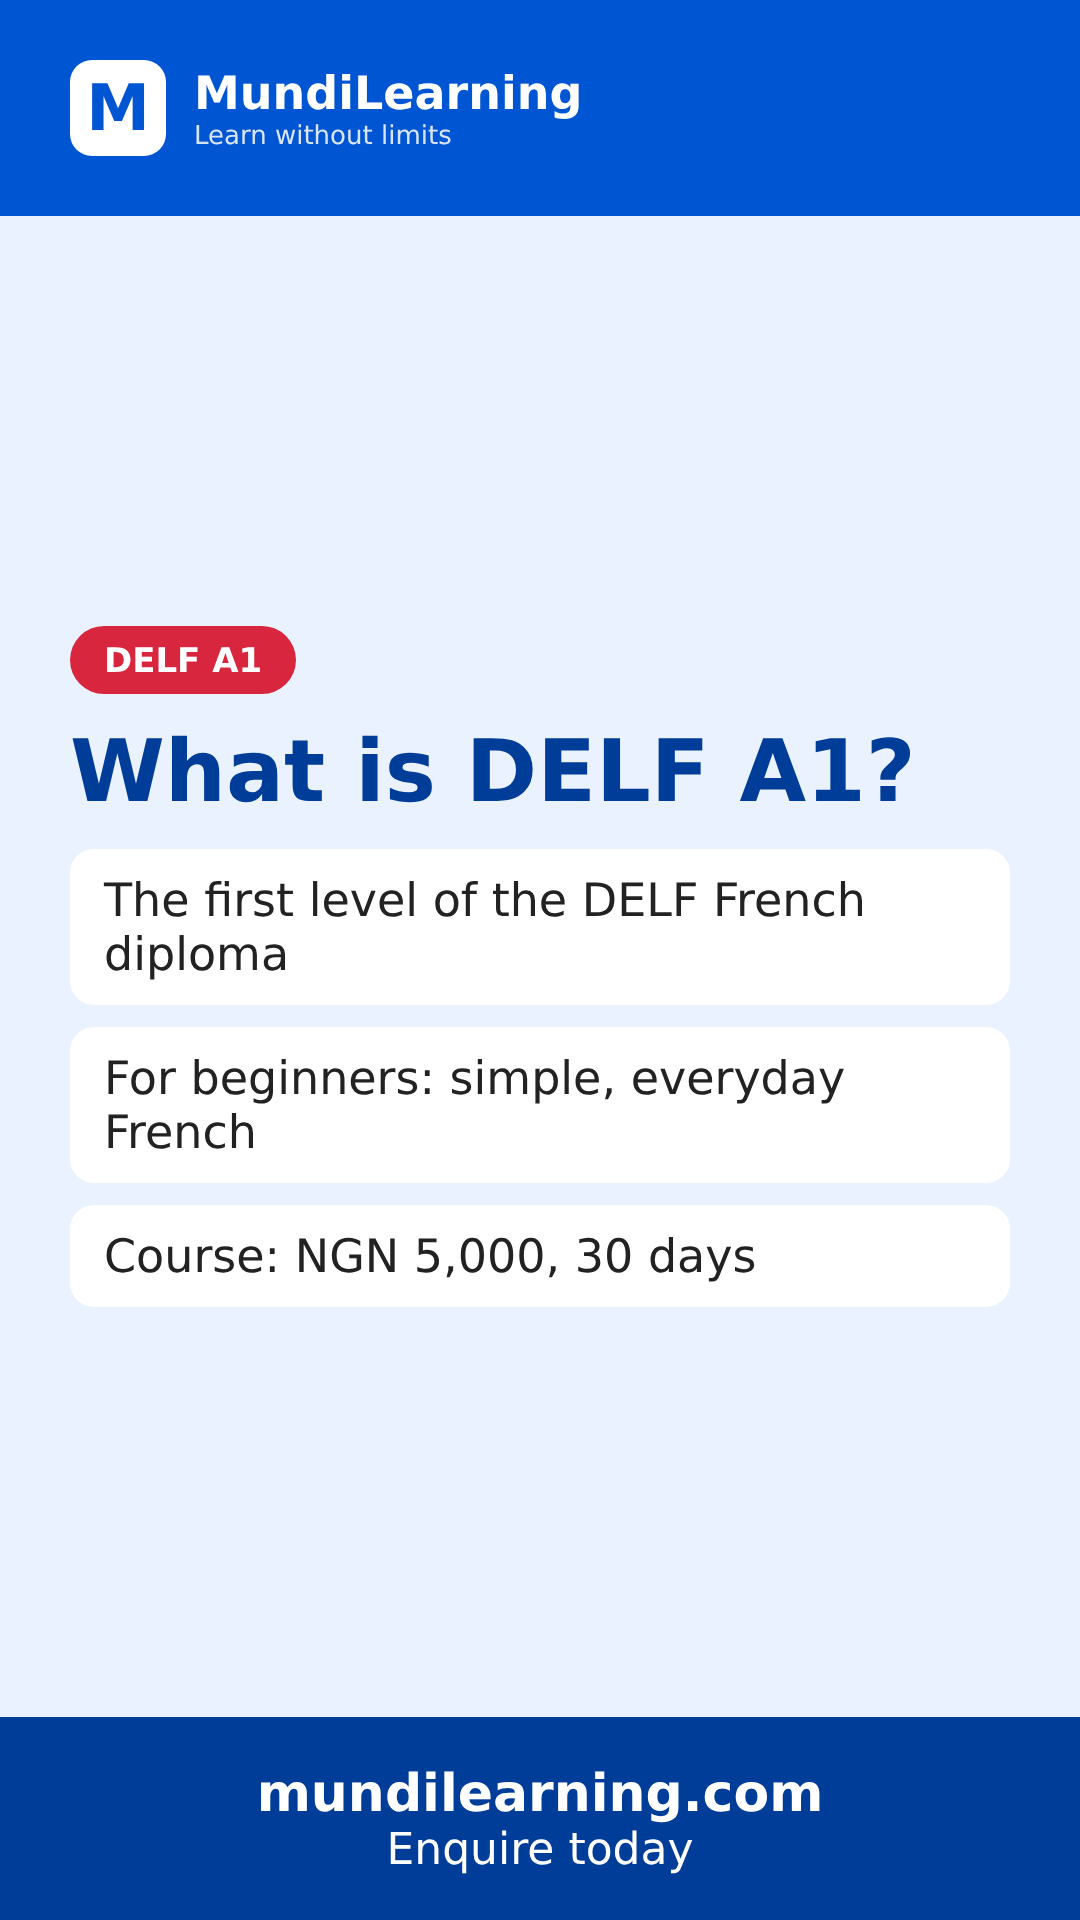 M
MundiLearning
Learn without limits
DELF A1
What is DELF A1?
The first level of the DELF French
diploma
For beginners: simple, everyday
French
Course: NGN 5,000, 30 days
mundilearning.com
Enquire today